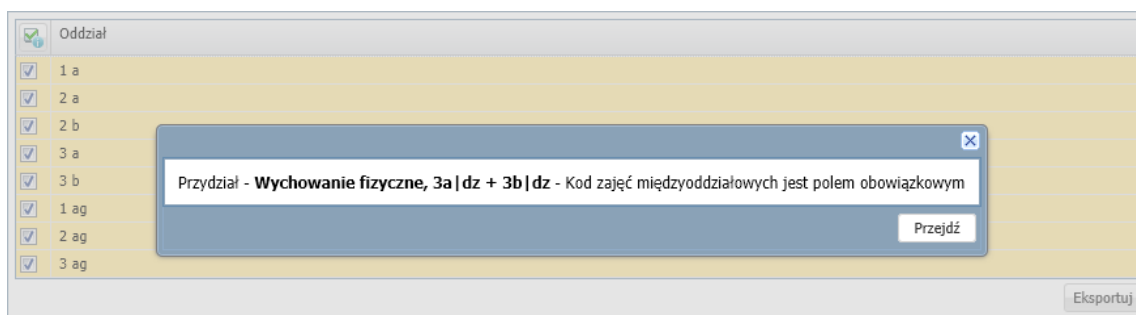 Oddział
1 a
2 a
2 b
3 a
3 b
Przydział - Wychowanie fizyczne, 3a|dz + 3b|dz - Kod zajęć międzyoddziałowych jest polem obowiązkowym
1 ag
2 ag
Przejdź
3 ag
Eksportuj